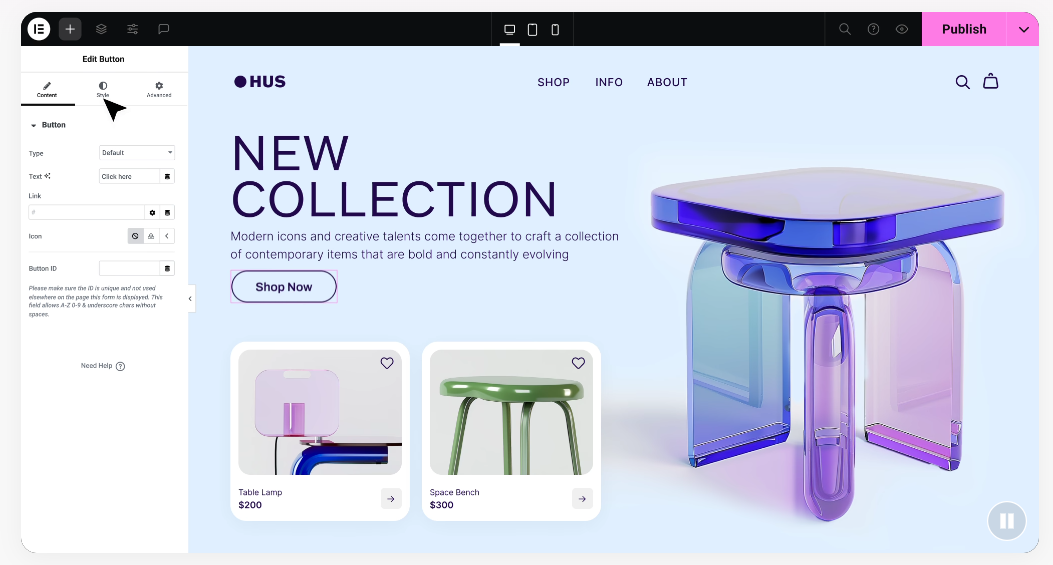 Publish
Edit Button
Content
Style
Advanced
Button
Type
Default
Text
Click here
Link
#
Icon
Button ID
Please make sure the ID is unique and not used
elsewhere on the page this form is displayed. This
field allows A-Z 0-9 & underscore chars without
spaces.
Need Help
HUS
SHOP
INFO
ABOUT
NEW
COLLECTION
Modern icons and creative talents come together to craft a collection
of contemporary items that are bold and constantly evolving
Shop Now
Table Lamp
$200
Space Bench
$300